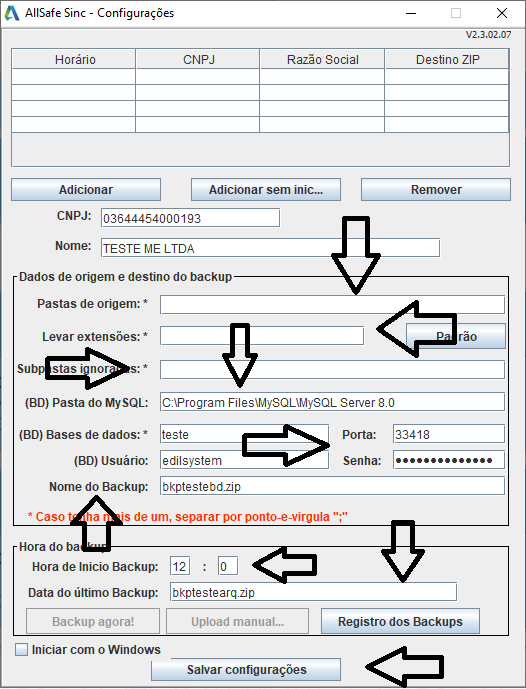 AllSafe Sinc - Configurações
V2.3.02.07
Horário CNPJ Razão Social Destino ZIP
Adicionar Adicionar sem inic... Remover
CNPJ: 03644454000193
Nome: TESTE ME LTDA
Dados de origem e destino do backup
Pastas de origem: *
Levar extensões: * Padrão
Subpastas ignoradas: *
(BD) Pasta do MySQL: C:\Program Files\MySQL\MySQL Server 8.0
(BD) Bases de dados: * teste Porta: 33418
(BD) Usuário: edilsystem Senha: ●●●●●●●●●●●●●●
Nome do Backup: bkptestebd.zip
* Caso tenha mais de um, separar por ponto-e-virgula ";"
Hora do backup
Hora de Inicio Backup: 12 : 0
Data do último Backup: bkptestearq.zip
Backup agora! Upload manual... Registro dos Backups
Iniciar com o Windows
Salvar configurações